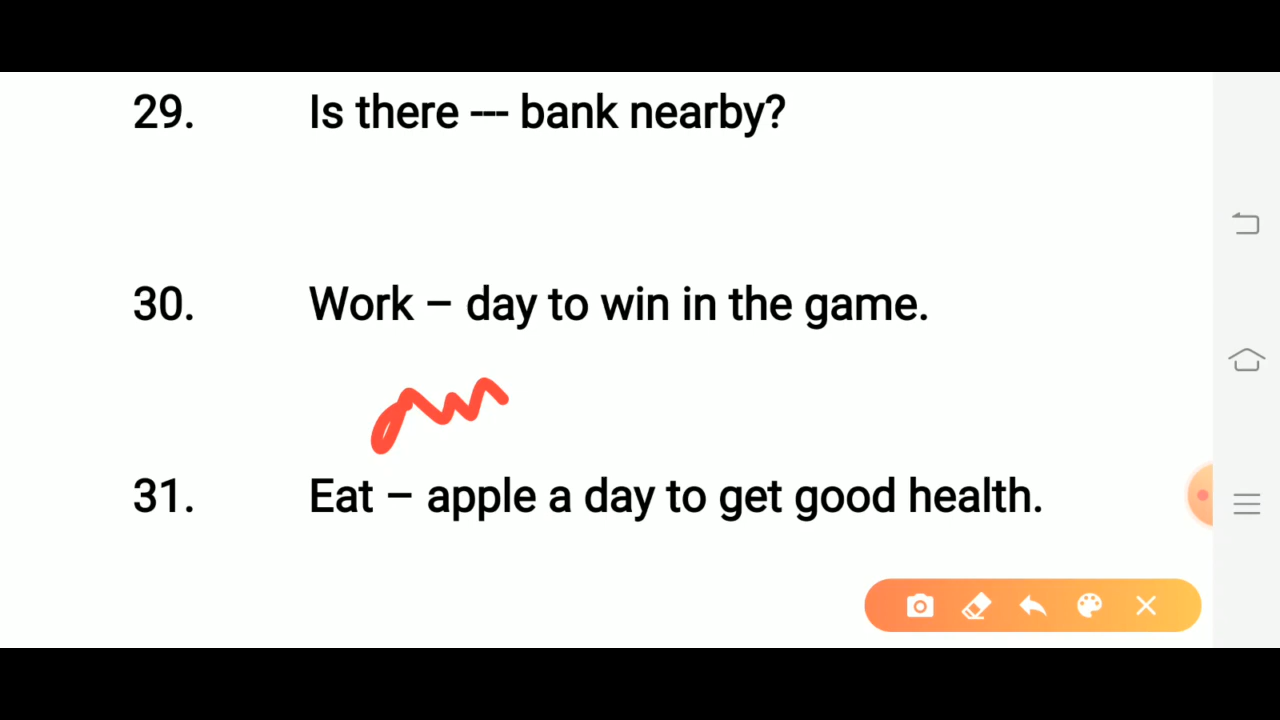 29. Is there --- bank nearby?
30. Work – day to win in the game.
an
31. Eat – apple a day to get good health.